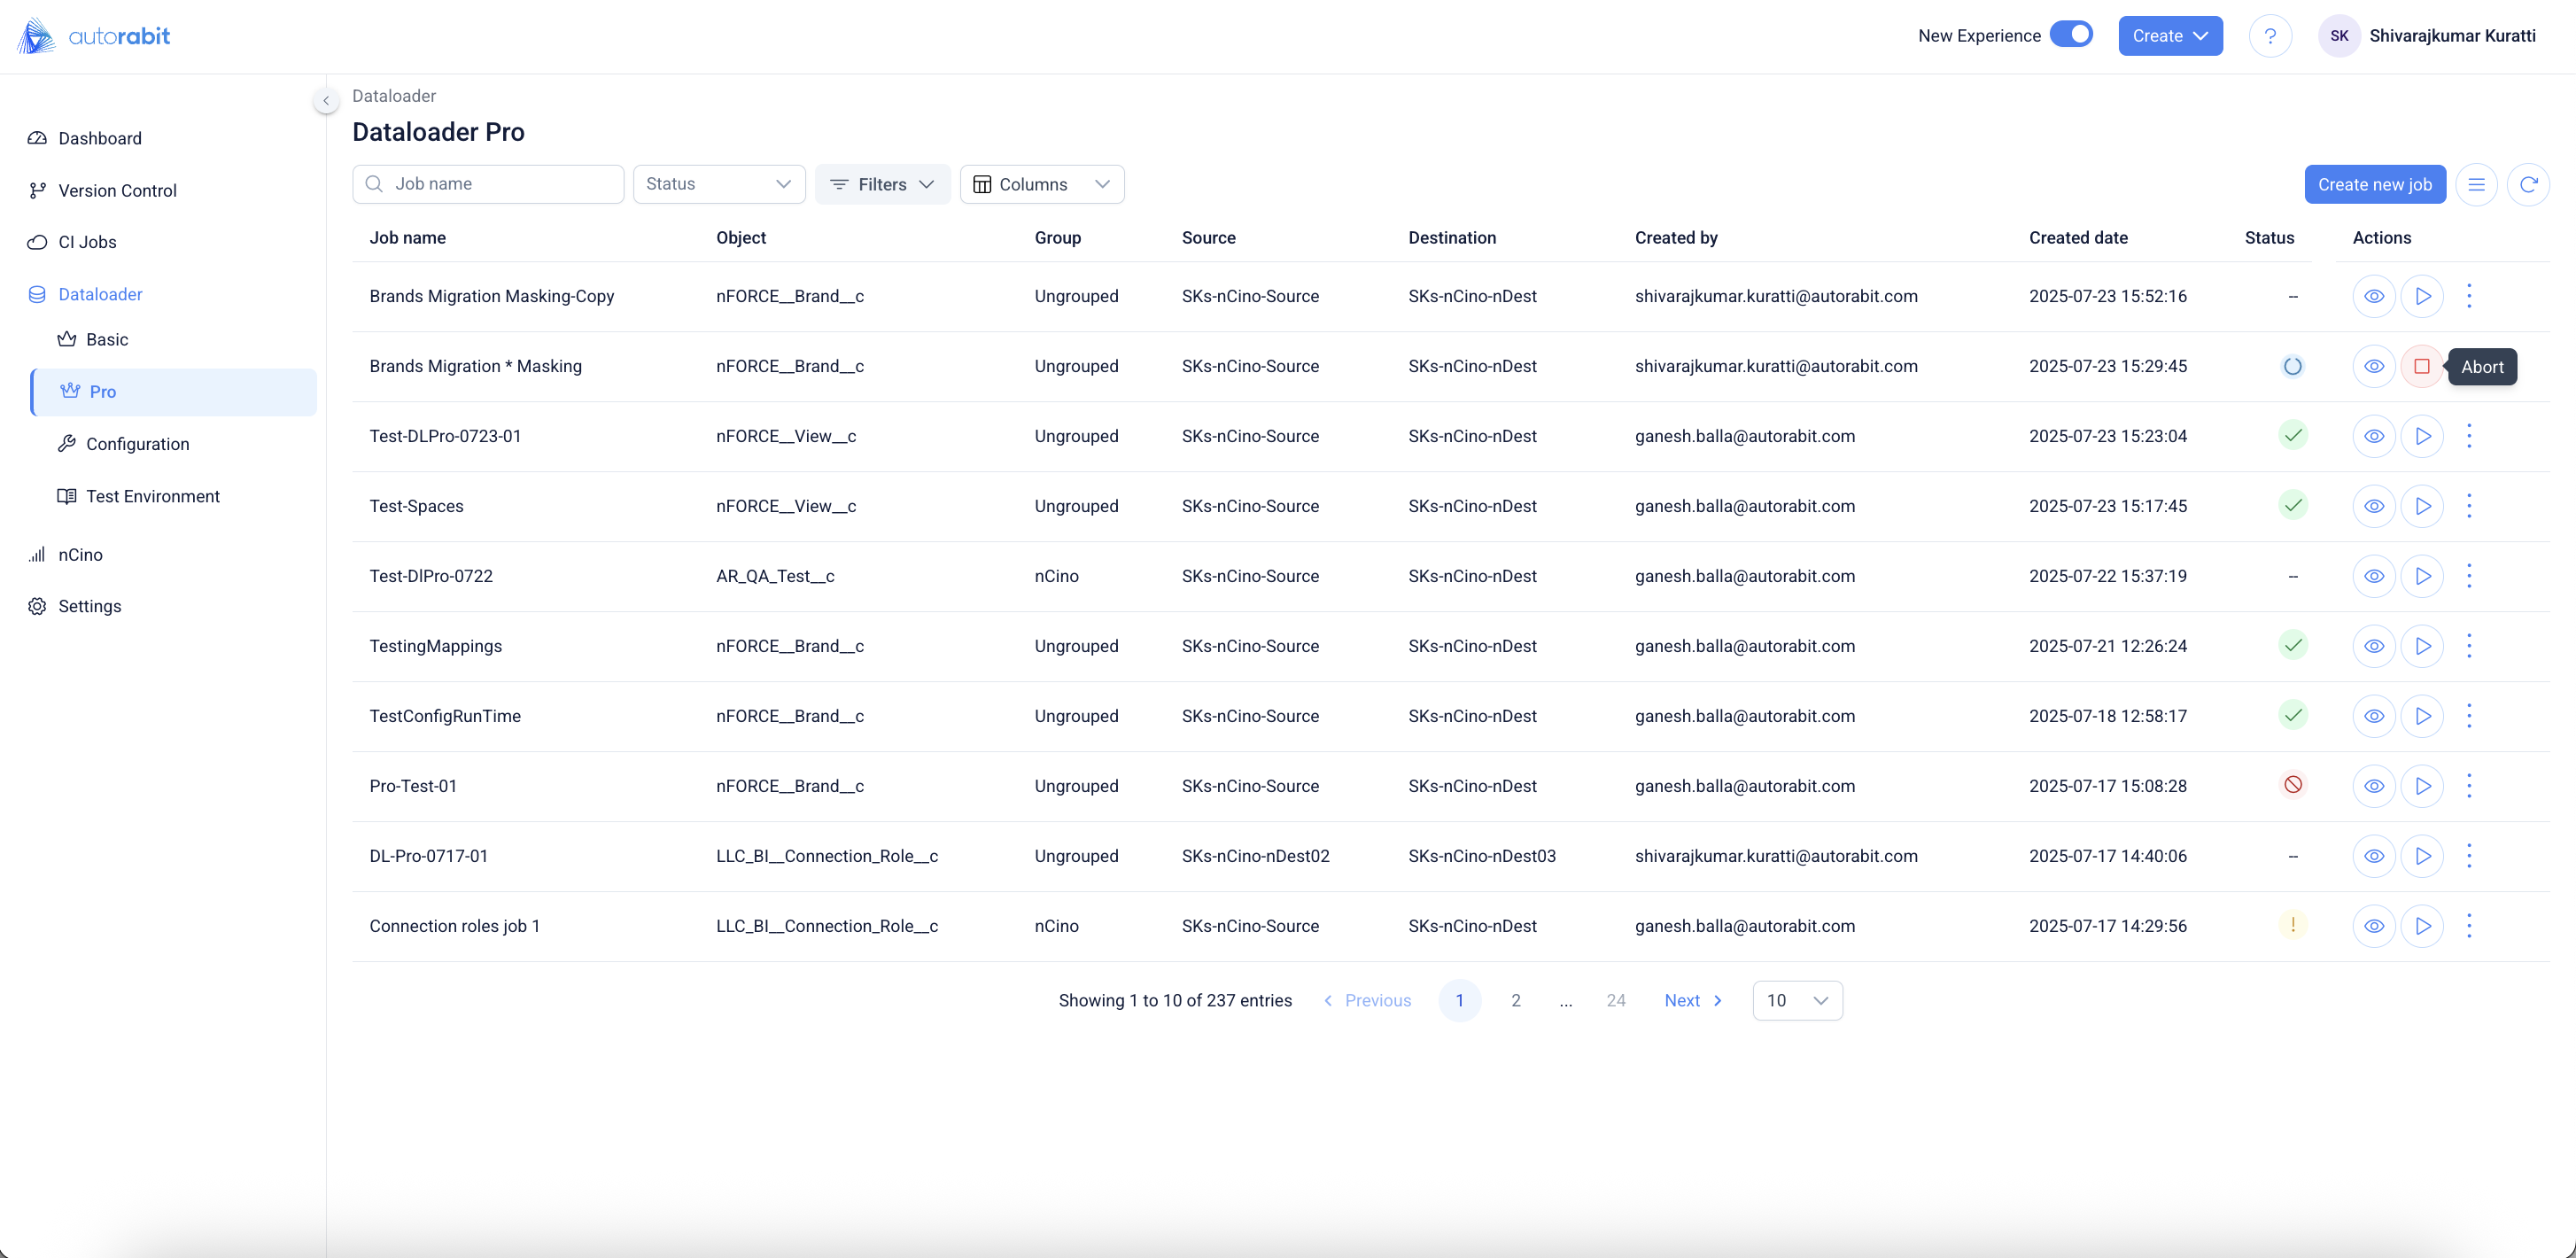 autorabit
New Experience Create ? SK Shivarajkumar Kuratti
Dashboard
Version Control
CI Jobs
Dataloader
Basic
Pro
Configuration
Test Environment
nCino
Settings
Dataloader
Dataloader Pro
Job name Status Filters Columns Create new job
Job name Object Group Source Destination Created by Created date Status Actions
Brands Migration Masking-Copy nFORCE__Brand__c Ungrouped SKs-nCino-Source SKs-nCino-nDest shivarajkumar.kuratti@autorabit.com 2025-07-23 15:52:16 --
Brands Migration * Masking nFORCE__Brand__c Ungrouped SKs-nCino-Source SKs-nCino-nDest shivarajkumar.kuratti@autorabit.com 2025-07-23 15:29:45 Abort
Test-DLPro-0723-01 nFORCE__View__c Ungrouped SKs-nCino-Source SKs-nCino-nDest ganesh.balla@autorabit.com 2025-07-23 15:23:04
Test-Spaces nFORCE__View__c Ungrouped SKs-nCino-Source SKs-nCino-nDest ganesh.balla@autorabit.com 2025-07-23 15:17:45
Test-DlPro-0722 AR_QA_Test__c nCino SKs-nCino-Source SKs-nCino-nDest ganesh.balla@autorabit.com 2025-07-22 15:37:19 --
TestingMappings nFORCE__Brand__c Ungrouped SKs-nCino-Source SKs-nCino-nDest ganesh.balla@autorabit.com 2025-07-21 12:26:24
TestConfigRunTime nFORCE__Brand__c Ungrouped SKs-nCino-Source SKs-nCino-nDest ganesh.balla@autorabit.com 2025-07-18 12:58:17
Pro-Test-01 nFORCE__Brand__c Ungrouped SKs-nCino-Source SKs-nCino-nDest ganesh.balla@autorabit.com 2025-07-17 15:08:28
DL-Pro-0717-01 LLC_BI__Connection_Role__c Ungrouped SKs-nCino-nDest02 SKs-nCino-nDest03 shivarajkumar.kuratti@autorabit.com 2025-07-17 14:40:06 --
Connection roles job 1 LLC_BI__Connection_Role__c nCino SKs-nCino-Source SKs-nCino-nDest ganesh.balla@autorabit.com 2025-07-17 14:29:56 !
Showing 1 to 10 of 237 entries Previous 1 2 ... 24 Next 10